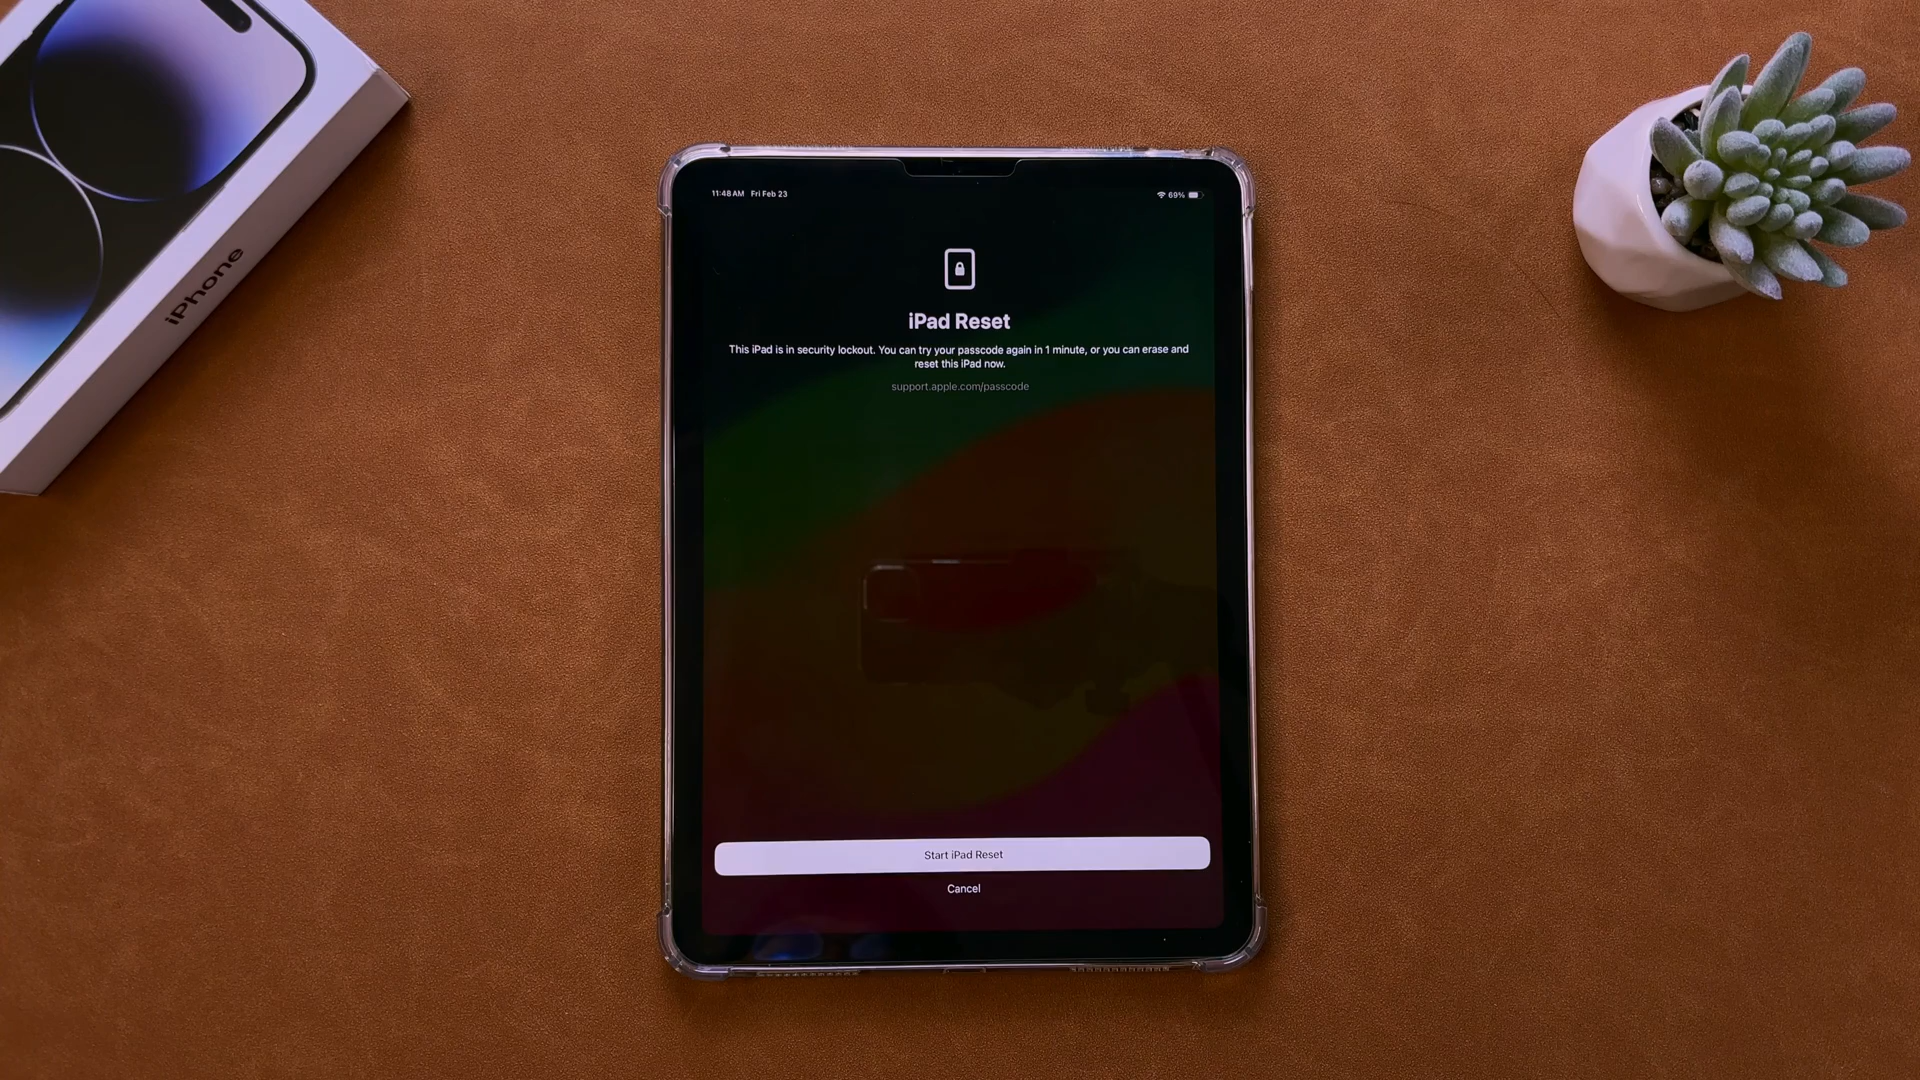 iPhone
11:48 AM Fri Feb 23
69%
iPad Reset
This iPad is in security lockout. You can try your passcode again in 1 minute, or you can erase and
reset this iPad now.
support.apple.com/passcode
Start iPad Reset
Cancel